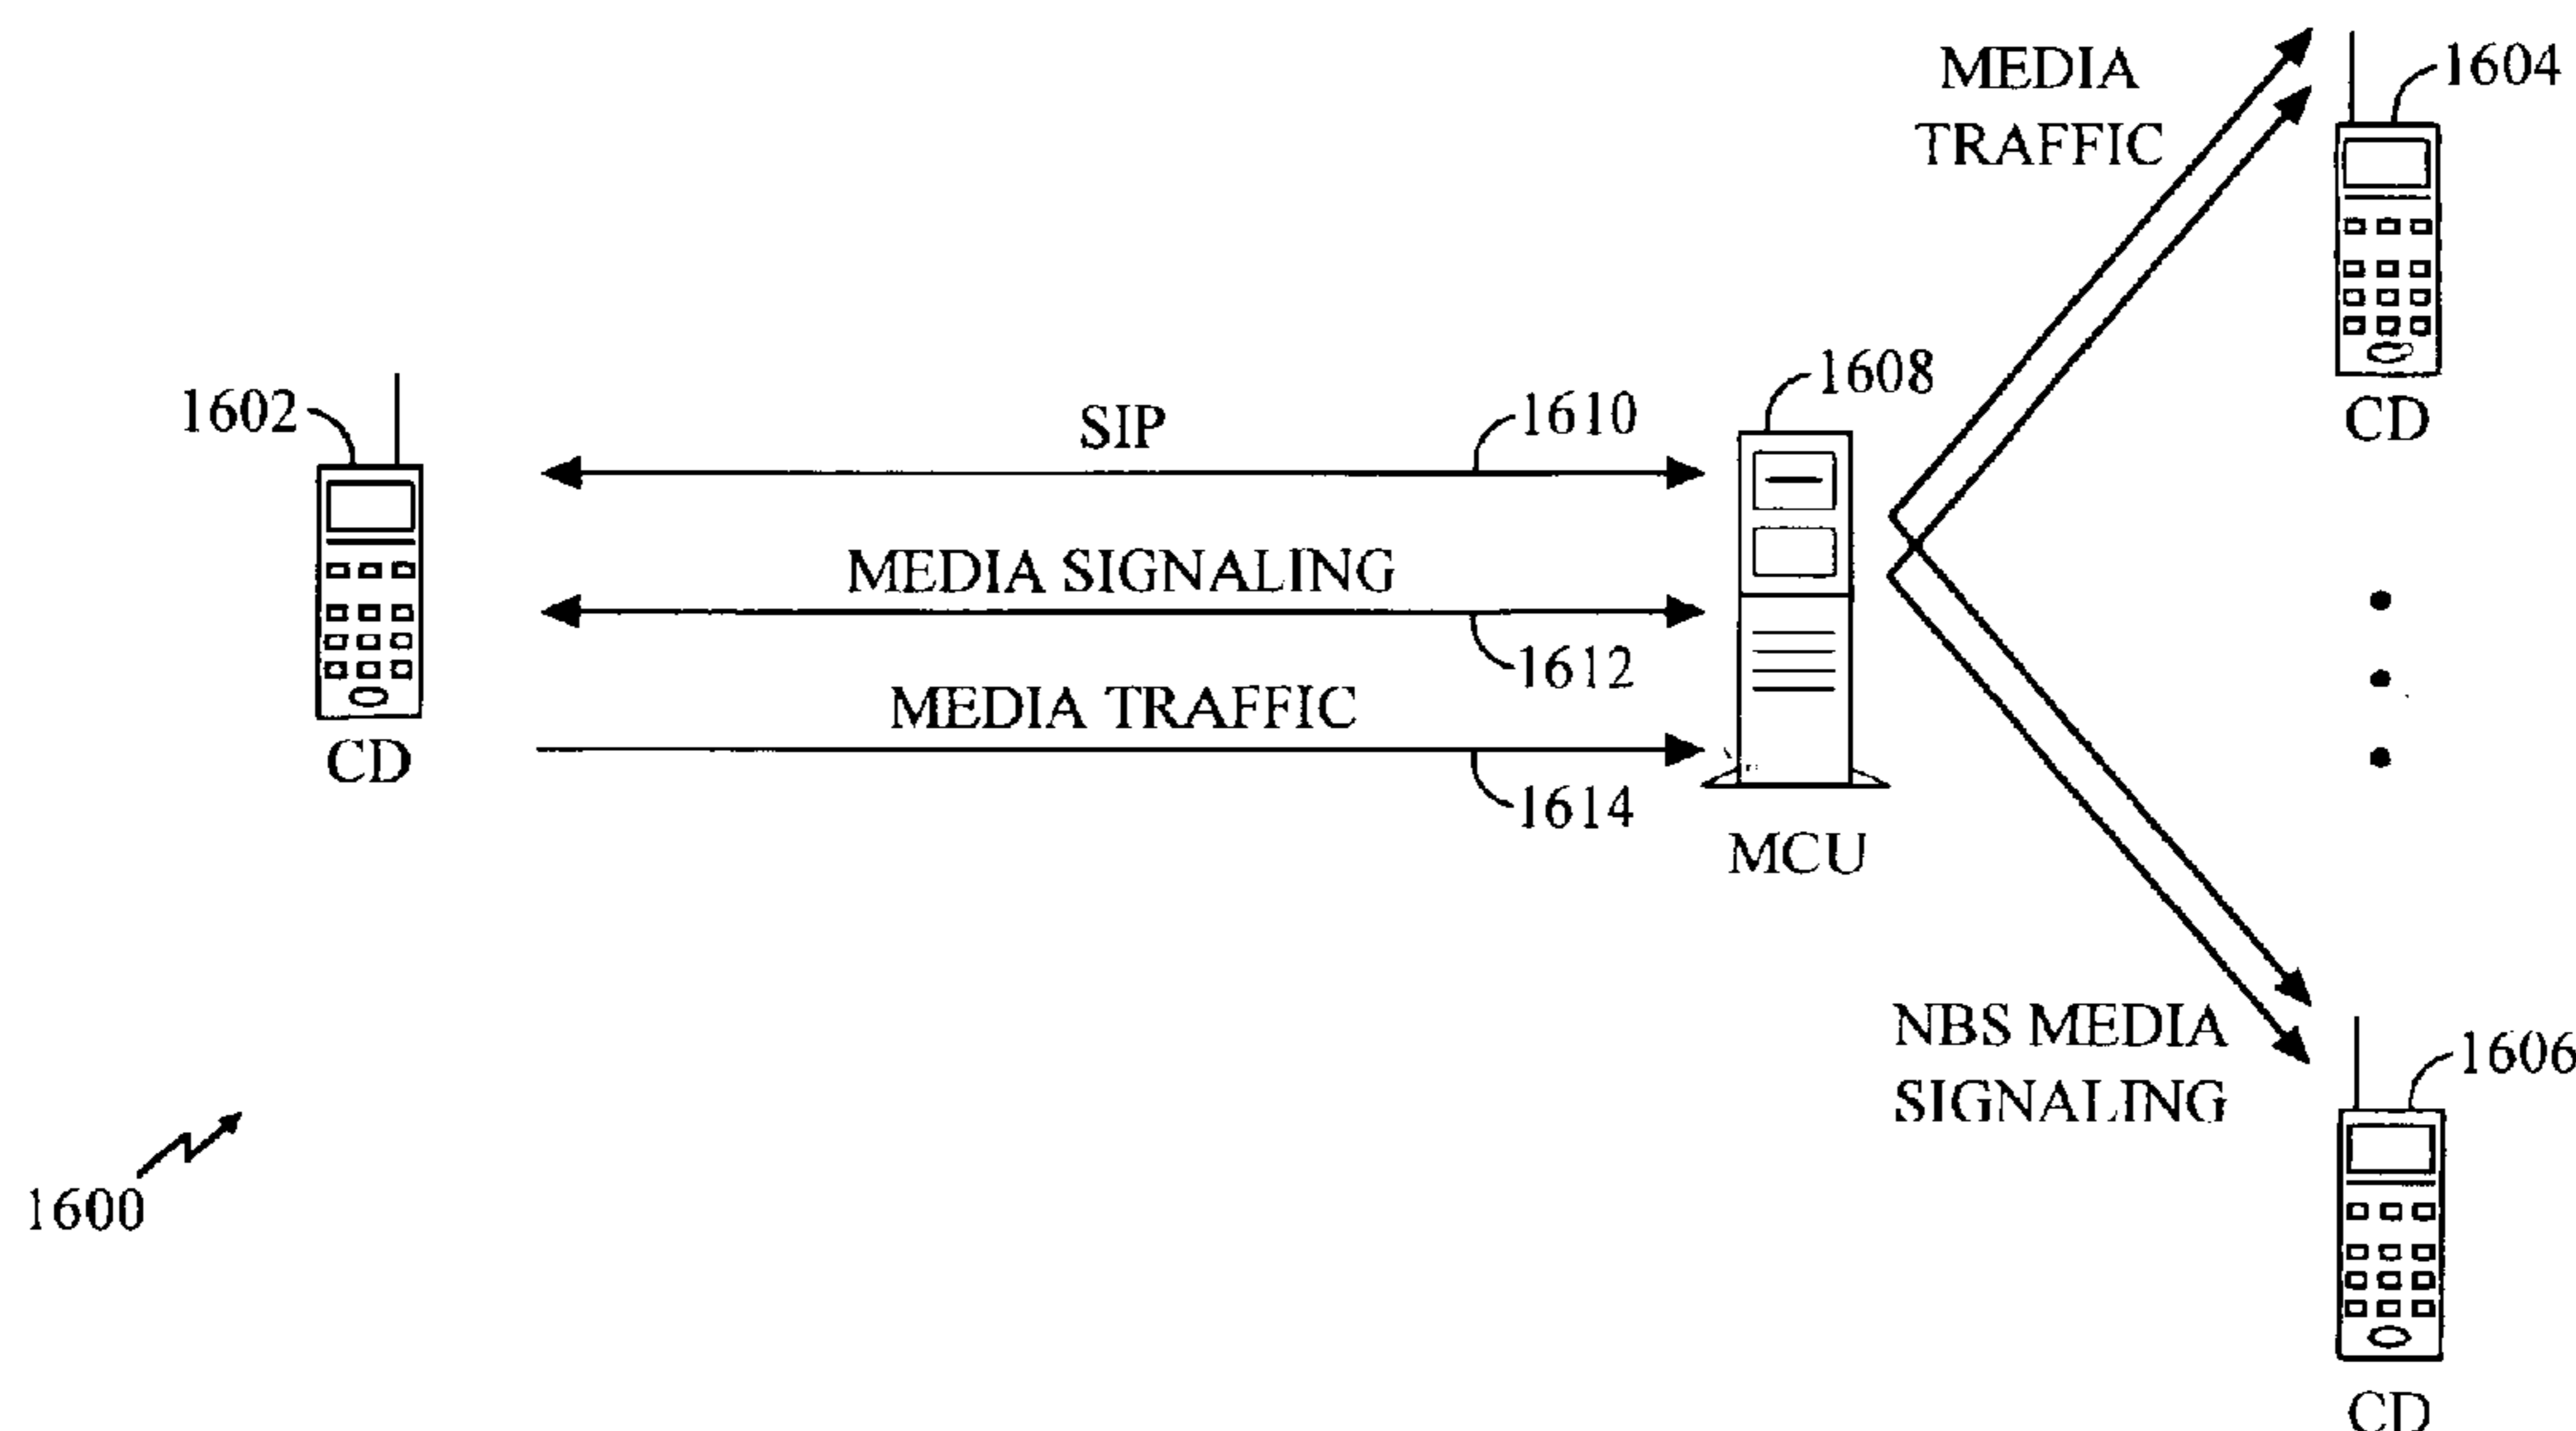 MEDIA
TRAFFIC
1604
CD
1602
CD
SIP
1610
MEDIA SIGNALING
1612
MEDIA TRAFFIC
1614
1608
MCU
NBS MEDIA
SIGNALING
1606
CD
1600